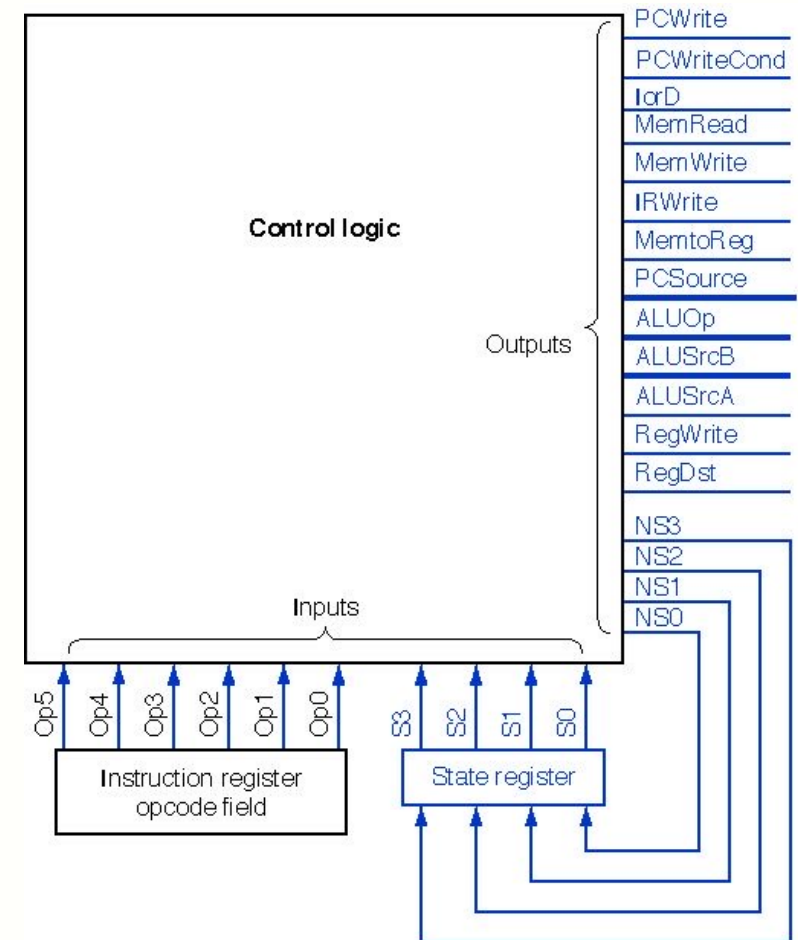 PCWrite
PCWriteCond
IorD
MemRead
MemWrite
IRWrite
Control logic
MemtoReg
PCSource
ALUOp
Outputs
ALUSrcB
ALUSrcA
RegWrite
RegDst
NS3
NS2
NS1
Inputs
NS0
Op5
Op4
Op3
Op2
Op1
Op0
S3
S2
S1
S0
Instruction register
opcode field
State register